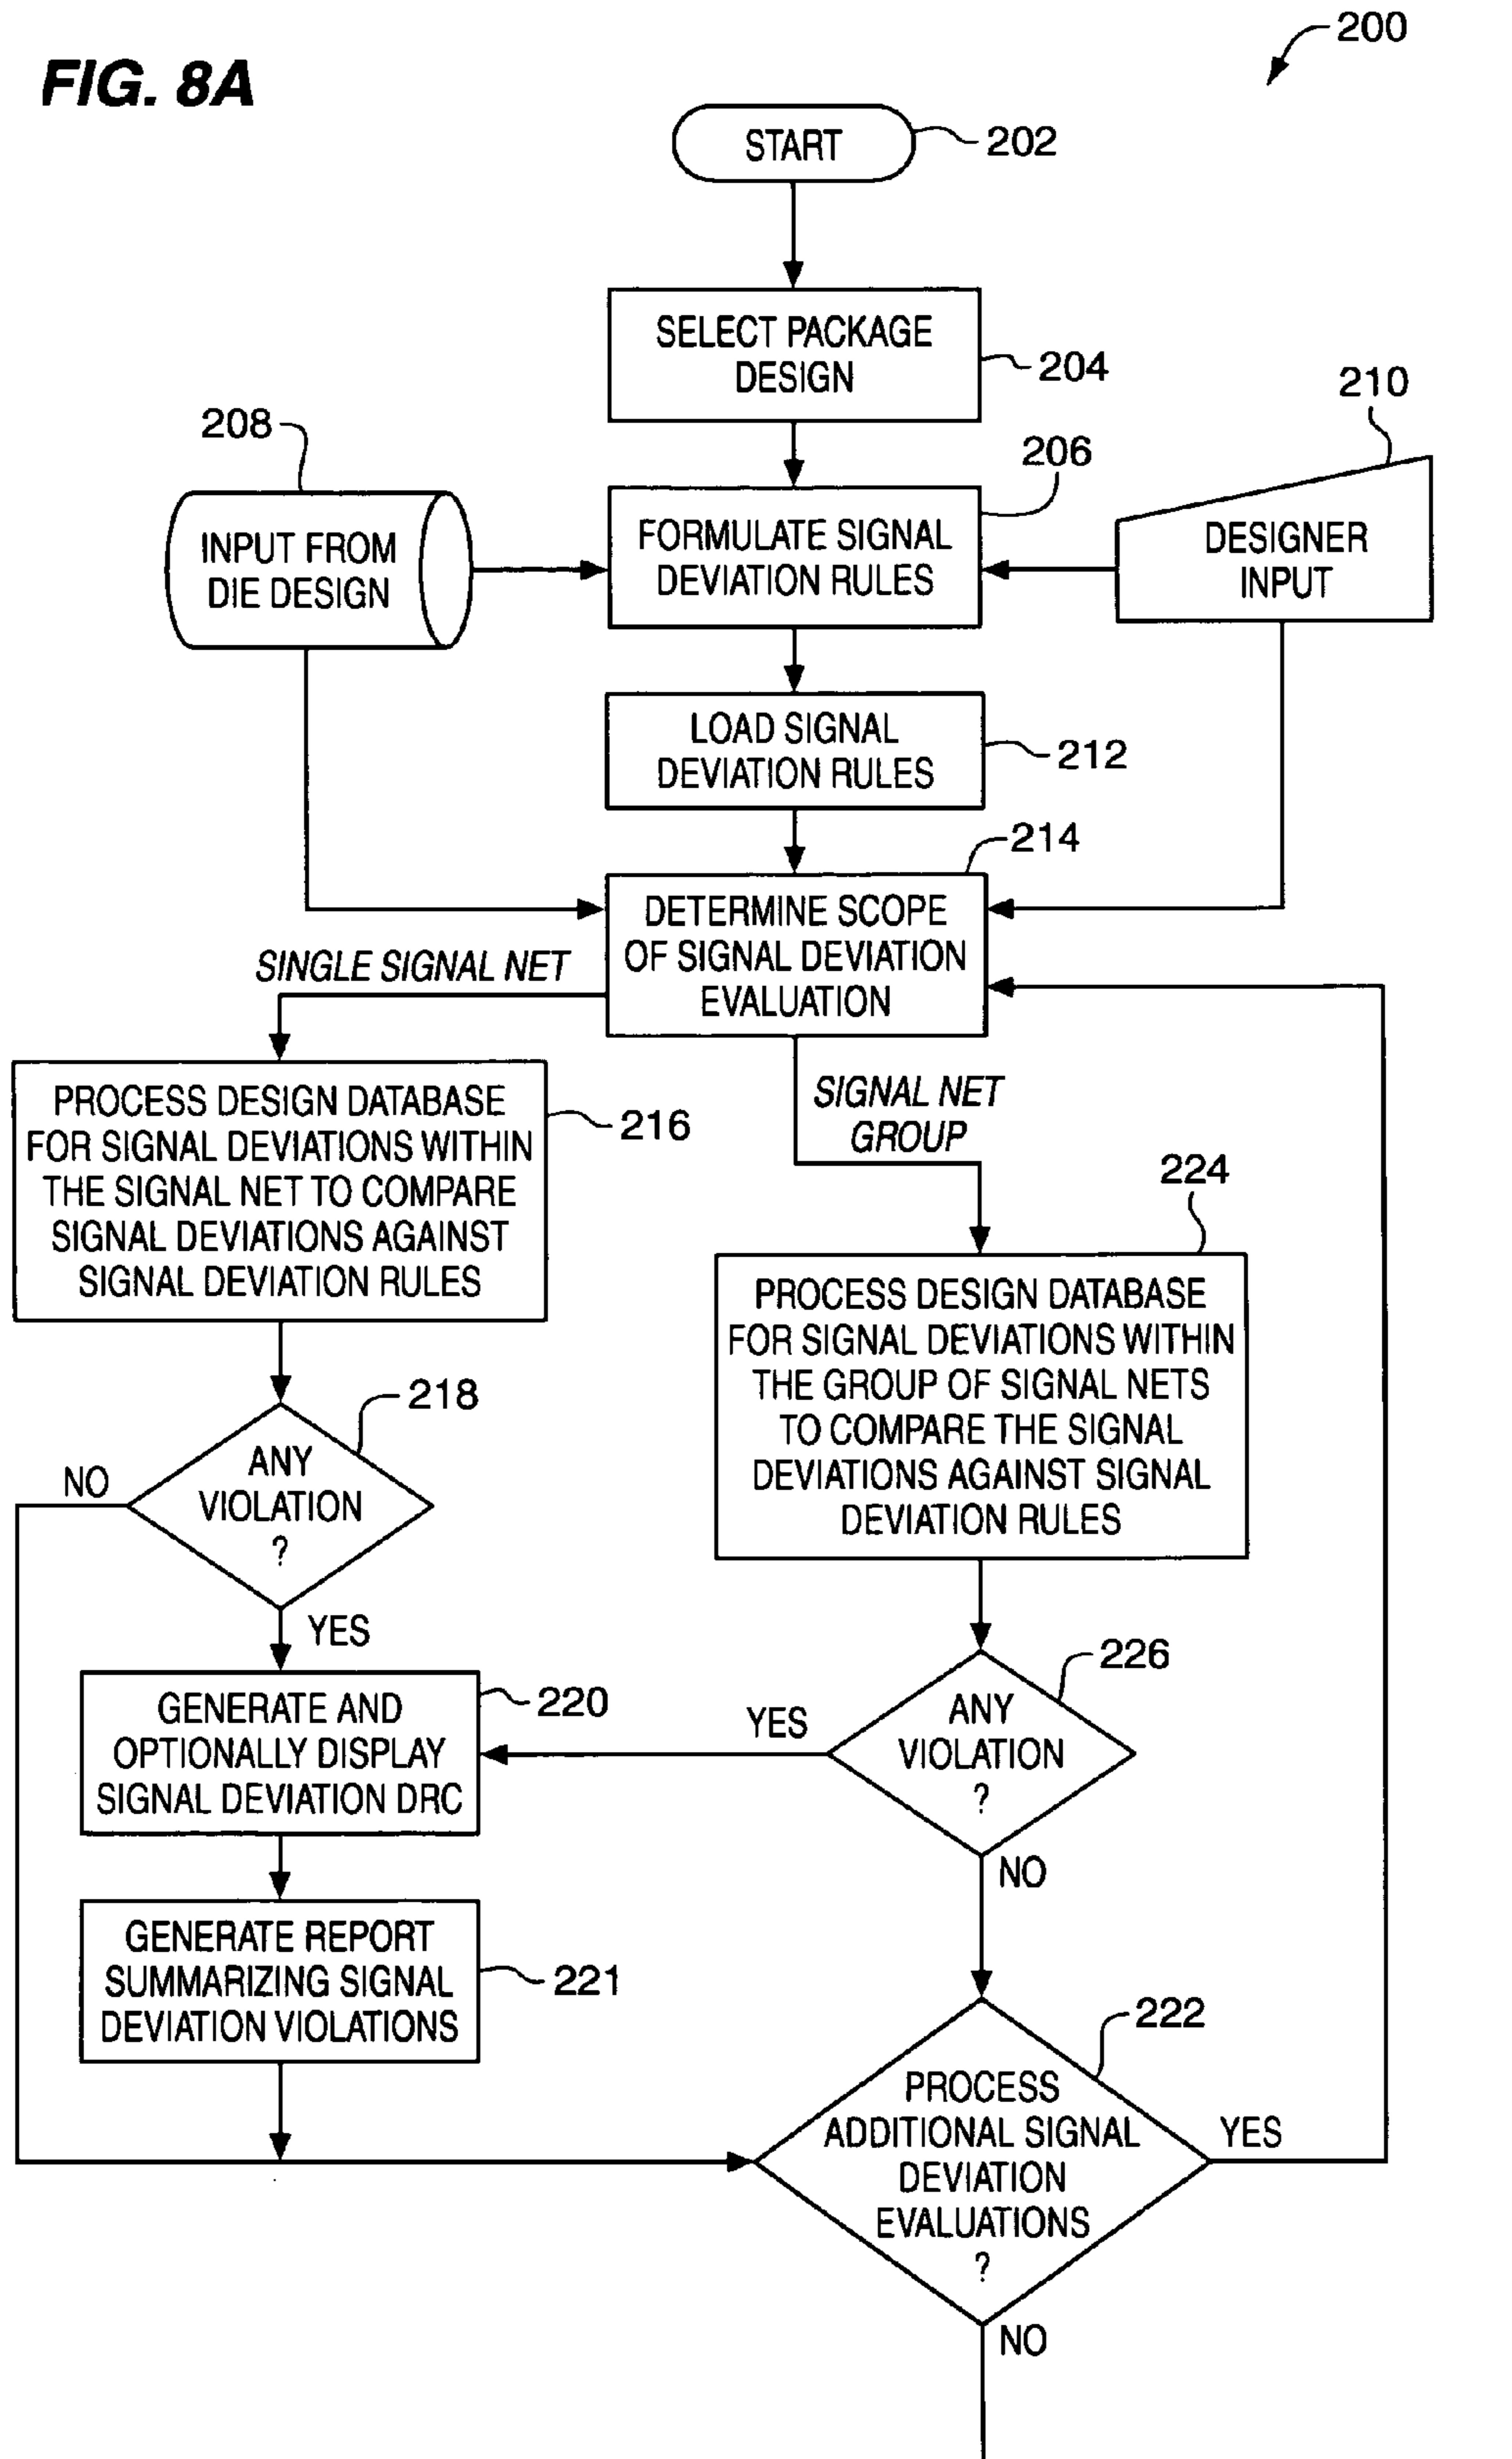 200
FIG. 8A
START
202
SELECT PACKAGE
DESIGN
204
208
206
210
INPUT FROM
DIE DESIGN
FORMULATE SIGNAL
DEVIATION RULES
DESIGNER
INPUT
LOAD SIGNAL
DEVIATION RULES
212
214
DETERMINE SCOPE
OF SIGNAL DEVIATION
EVALUATION
SINGLE SIGNAL NET
SIGNAL NET
GROUP
PROCESS DESIGN DATABASE
FOR SIGNAL DEVIATIONS WITHIN
THE SIGNAL NET TO COMPARE
SIGNAL DEVIATIONS AGAINST
SIGNAL DEVIATION RULES
216
224
PROCESS DESIGN DATABASE
FOR SIGNAL DEVIATIONS WITHIN
THE GROUP OF SIGNAL NETS
TO COMPARE THE SIGNAL
DEVIATIONS AGAINST SIGNAL
DEVIATION RULES
218
NO
ANY
VIOLATION
?
YES
226
GENERATE AND
OPTIONALLY DISPLAY
SIGNAL DEVIATION DRC
220
YES
ANY
VIOLATION
?
NO
GENERATE REPORT
SUMMARIZING SIGNAL
DEVIATION VIOLATIONS
221
222
PROCESS
ADDITIONAL SIGNAL
DEVIATION
EVALUATIONS
?
YES
NO